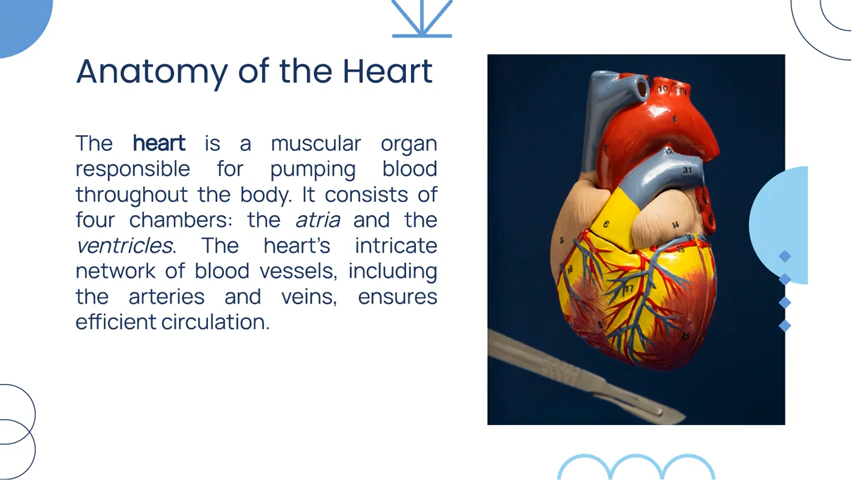 Anatomy of the Heart
The heart is a muscular organ
responsible for pumping blood
throughout the body. It consists of
four chambers: the atria and the
ventricles. The heart's intricate
network of blood vessels, including
the arteries and veins, ensures
efficient circulation.